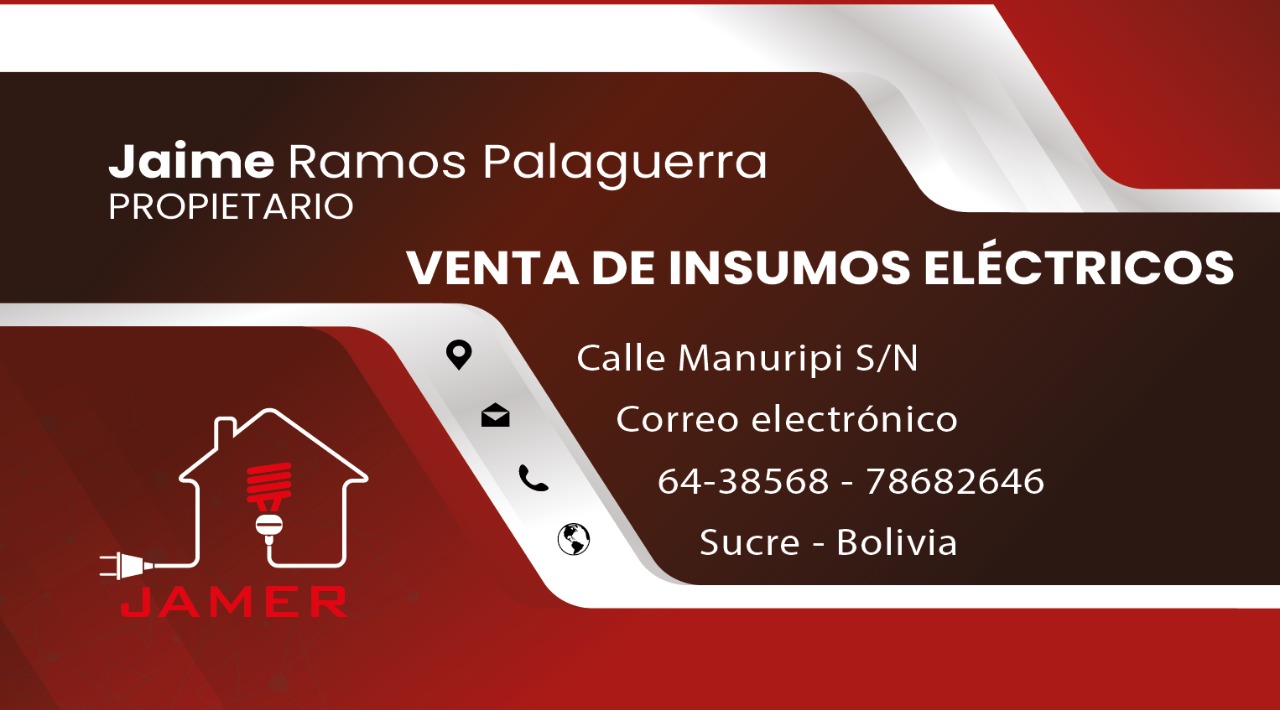 Jaime Ramos Palaguerra
PROPIETARIO
VENTA DE INSUMOS ELÉCTRICOS
Calle Manuripi S/N
Correo electrónico
64-38568 - 78682646
Sucre - Bolivia
JAMER